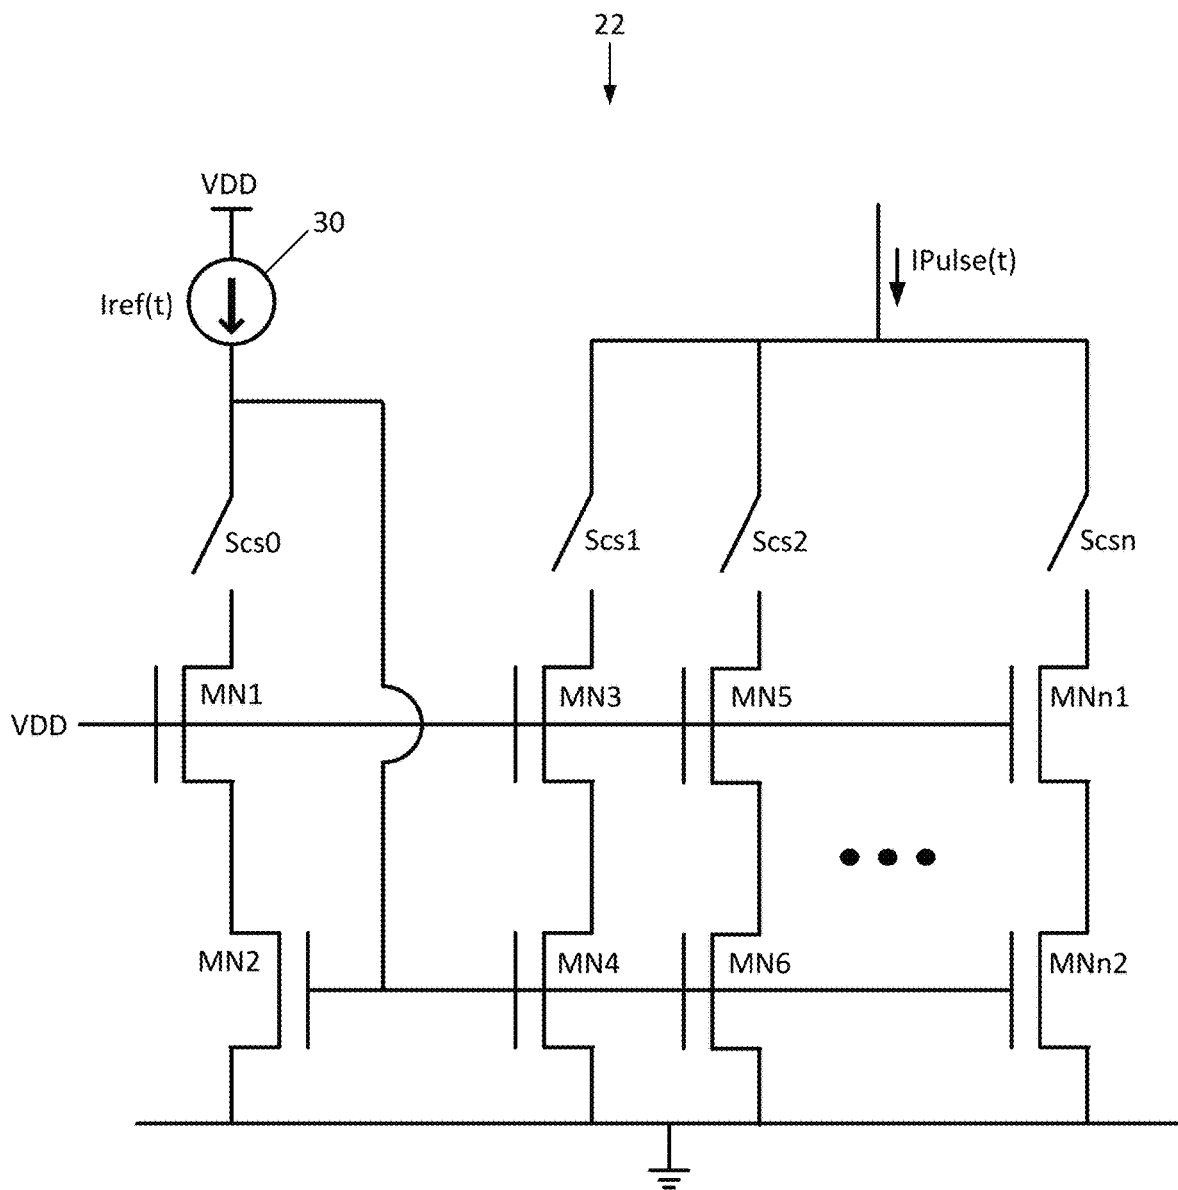 22
VDD
30
Iref(t)
IPulse(t)
Scs0
Scs1
Scs2
Scsn
MN1
MN3
MN5
MNn1
VDD
MN2
MN4
MN6
MNn2